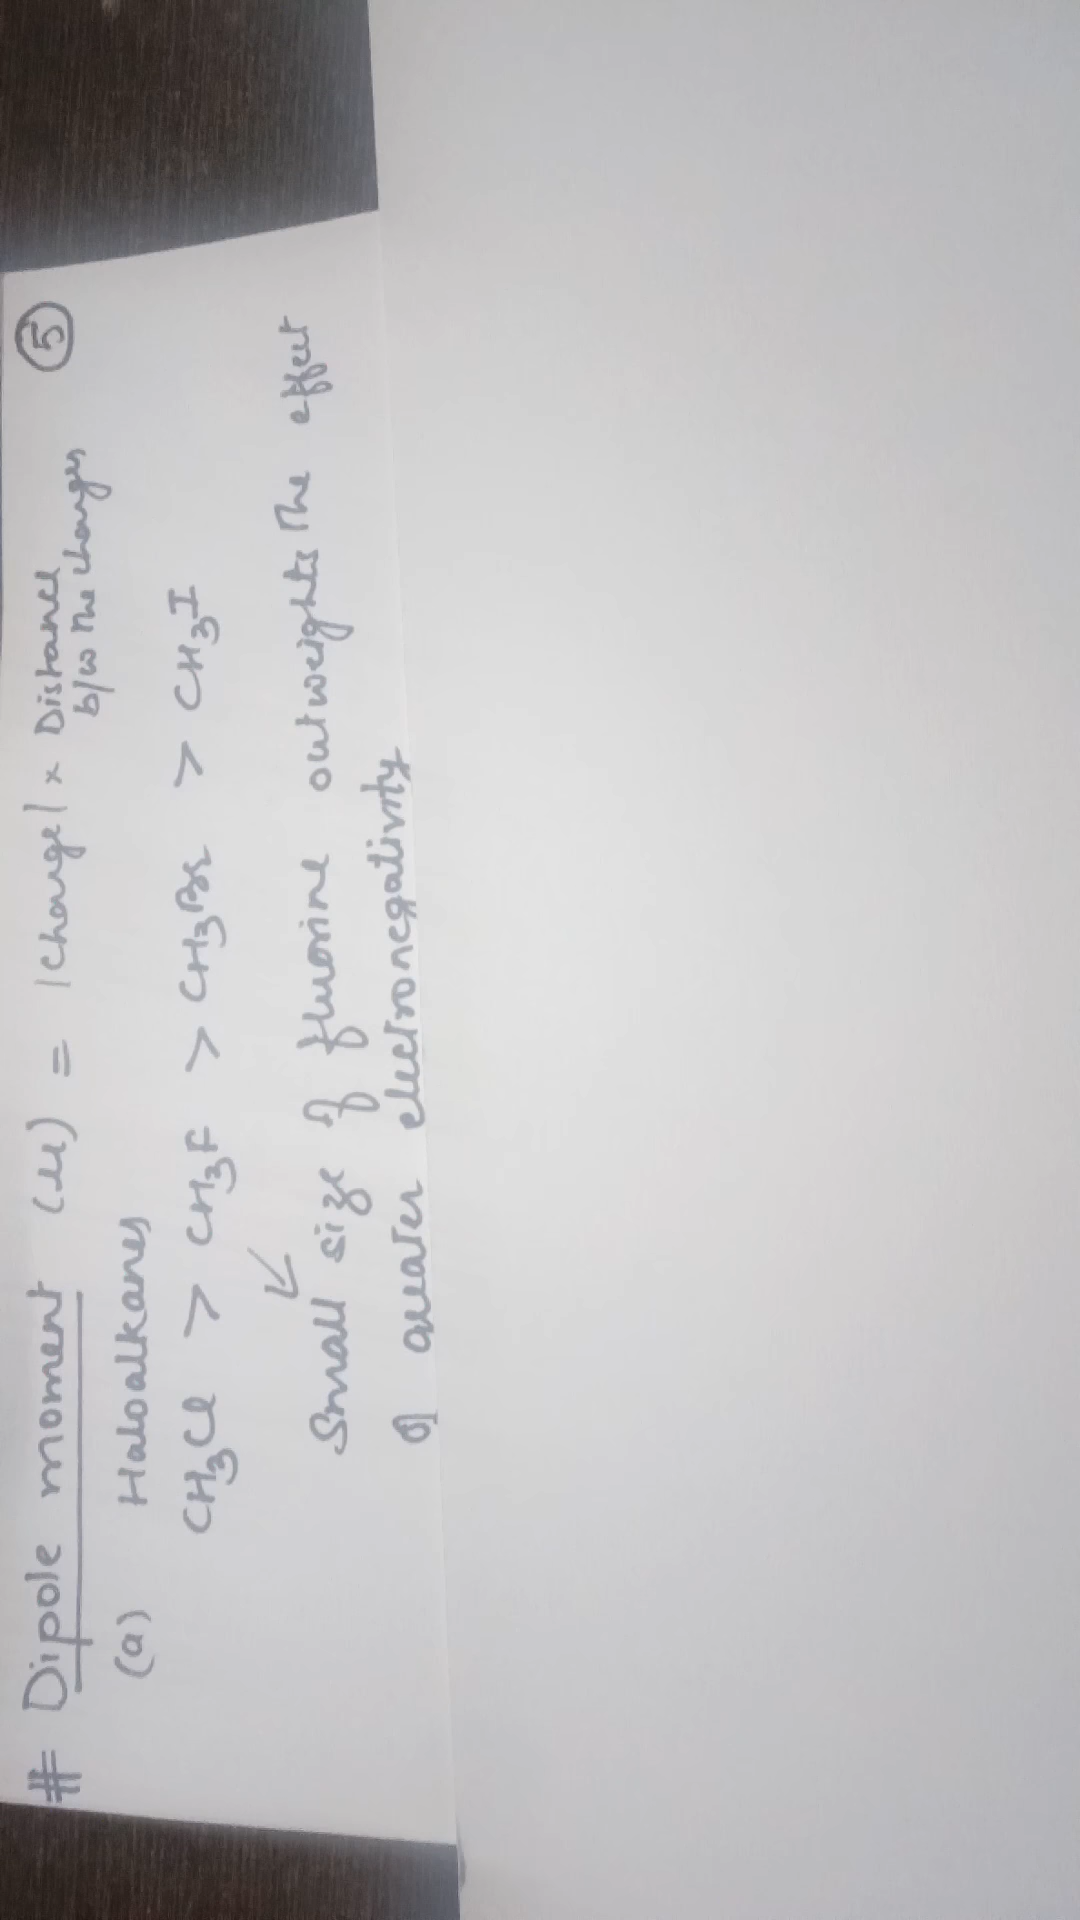 # Dipole moment (μ) = |charge| × Distance
b/w the charges
⑤
(a) Haloalkanes
CH₃Cl > CH₃F > CH₃Br > CH₃I
↙
Small size of fluorine outweights the effect
of greater electronegativity